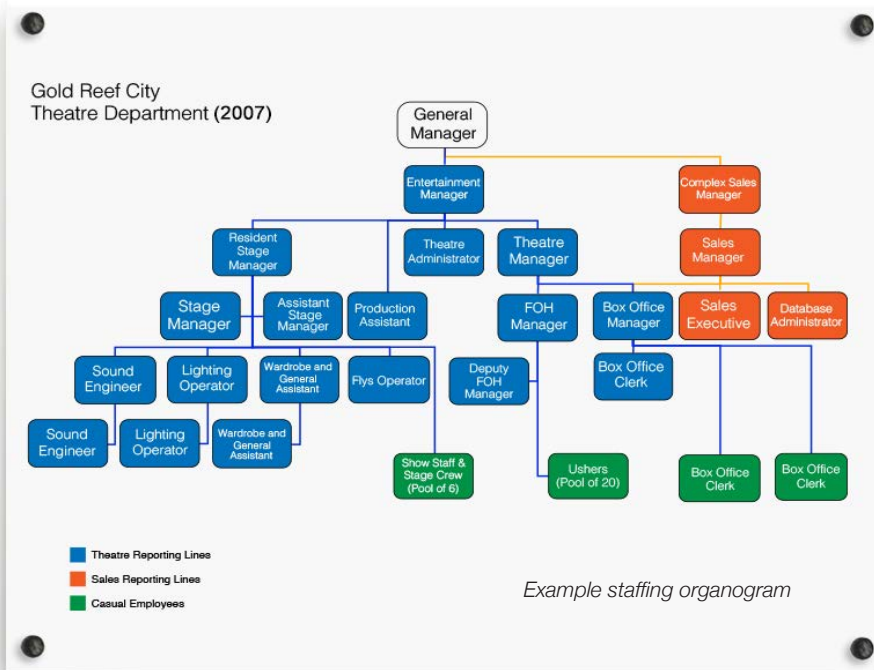 Gold Reef City
Theatre Department (2007)
General
Manager
Entertainment
Manager
Complex Sales
Manager
Resident
Stage
Manager
Theatre
Administrator
Theatre
Manager
Sales
Manager
Stage
Manager
Assistant
Stage
Manager
Production
Assistant
FOH
Manager
Box Office
Manager
Sales
Executive
Database
Administrator
Sound
Engineer
Lighting
Operator
Wardrobe and
General
Assistant
Flys Operator
Deputy
FOH
Manager
Box Office
Clerk
Sound
Engineer
Lighting
Operator
Wardrobe and
General
Assistant
Show Staff &
Stage Crew
(Pool of 6)
Ushers
(Pool of 20)
Box Office
Clerk
Box Office
Clerk
Theatre Reporting Lines
Sales Reporting Lines
Casual Employees
Example staffing organogram